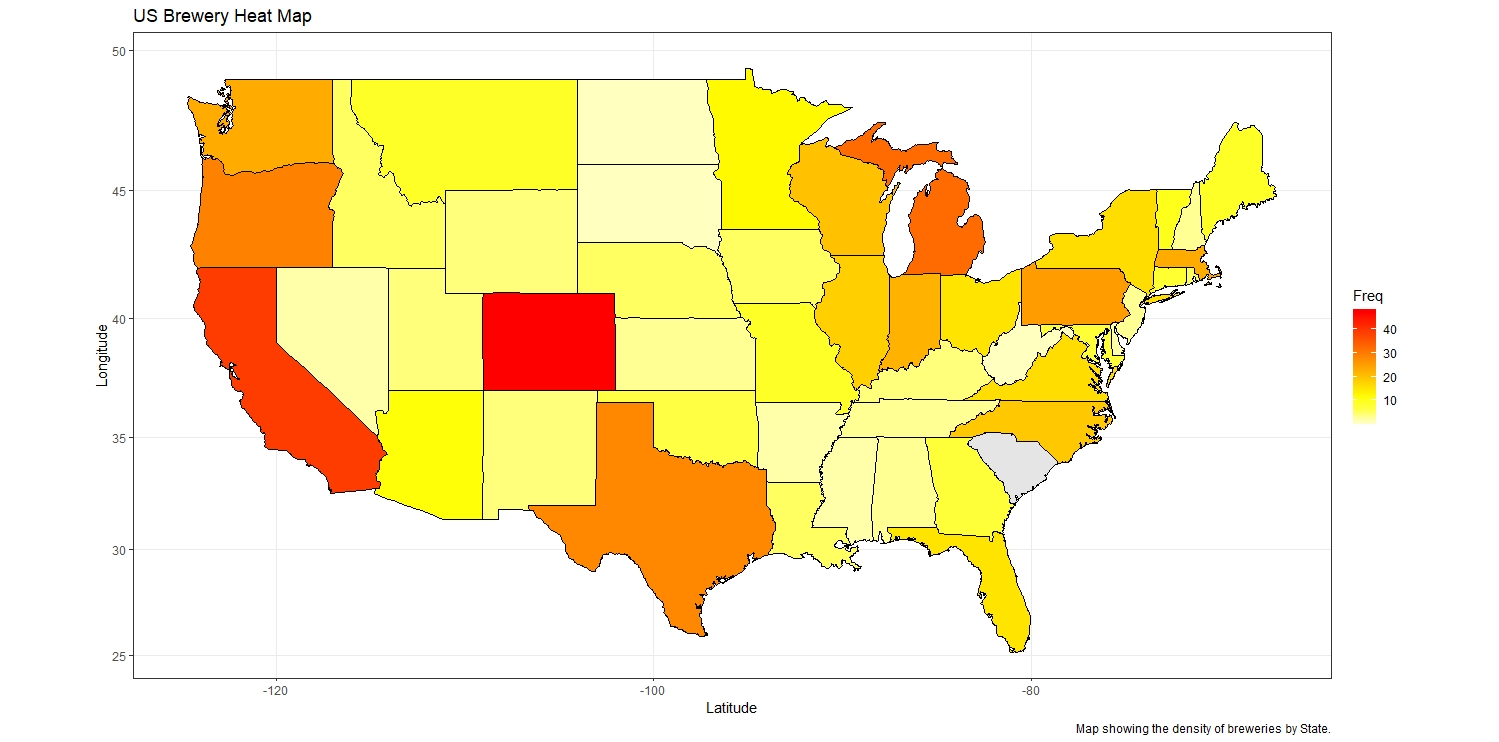 US Brewery Heat Map
50
45
40
35
30
25
Longitude
-120
-100
-80
Latitude
Freq
40
30
20
10
Map showing the density of breweries by State.